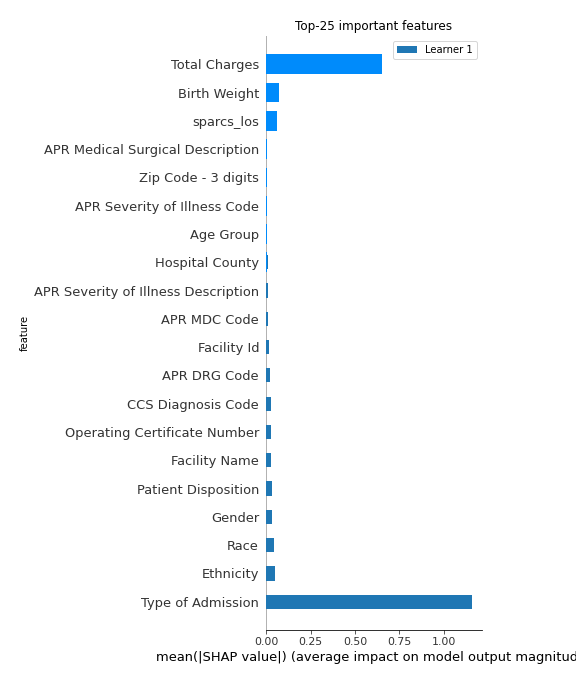 Top-25 important features
Learner 1
Total Charges
Birth Weight
sparcs_los
APR Medical Surgical Description
Zip Code - 3 digits
APR Severity of Illness Code
Age Group
Hospital County
APR Severity of Illness Description
APR MDC Code
Facility Id
APR DRG Code
CCS Diagnosis Code
Operating Certificate Number
Facility Name
Patient Disposition
Gender
Race
Ethnicity
Type of Admission
feature
0.00 0.25 0.50 0.75 1.00
mean(|SHAP value|) (average impact on model output magnitud